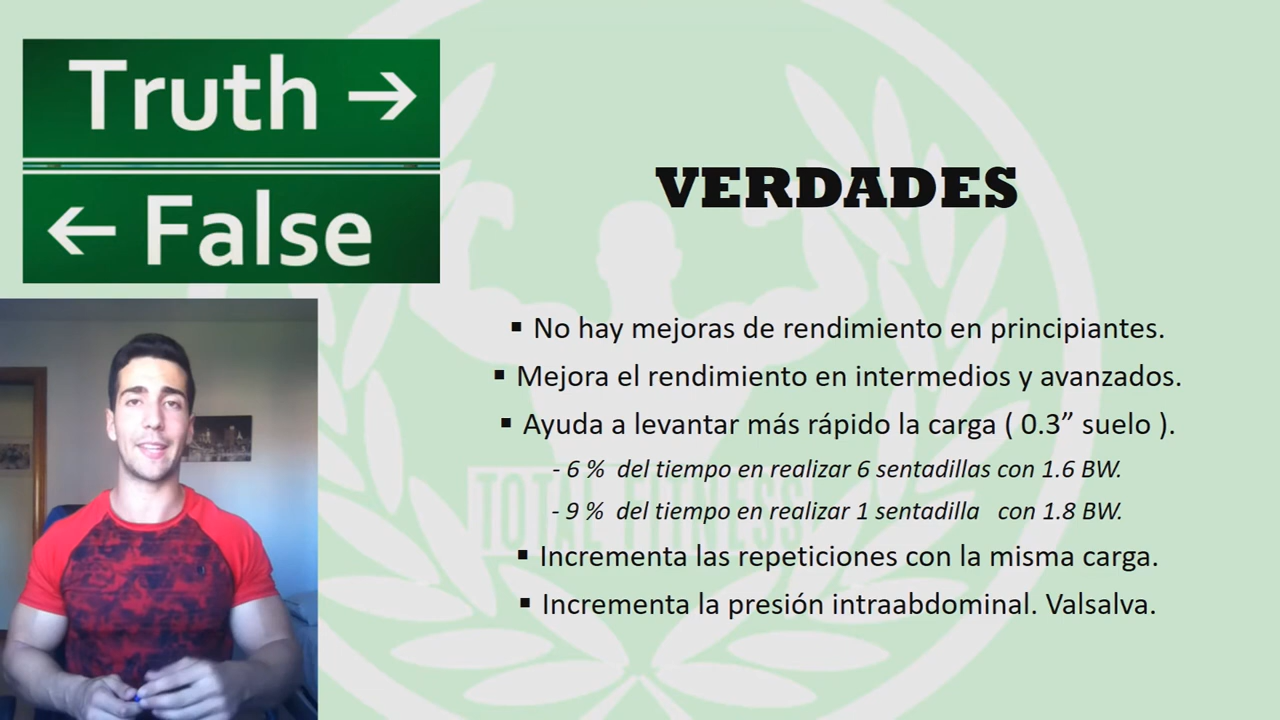 Truth →
← False
VERDADES
▪ No hay mejoras de rendimiento en principiantes.
▪ Mejora el rendimiento en intermedios y avanzados.
▪ Ayuda a levantar más rápido la carga ( 0.3” suelo ).
- 6 % del tiempo en realizar 6 sentadillas con 1.6 BW.
- 9 % del tiempo en realizar 1 sentadilla con 1.8 BW.
TOTAL FITNESS
▪ Incrementa las repeticiones con la misma carga.
▪ Incrementa la presión intraabdominal. Valsalva.